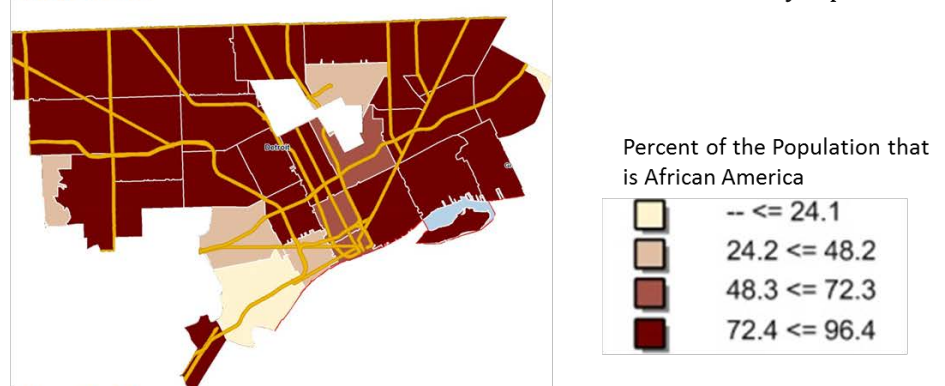 Detroit
Percent of the Population that
is African America
-- <= 24.1
24.2 <= 48.2
48.3 <= 72.3
72.4 <= 96.4